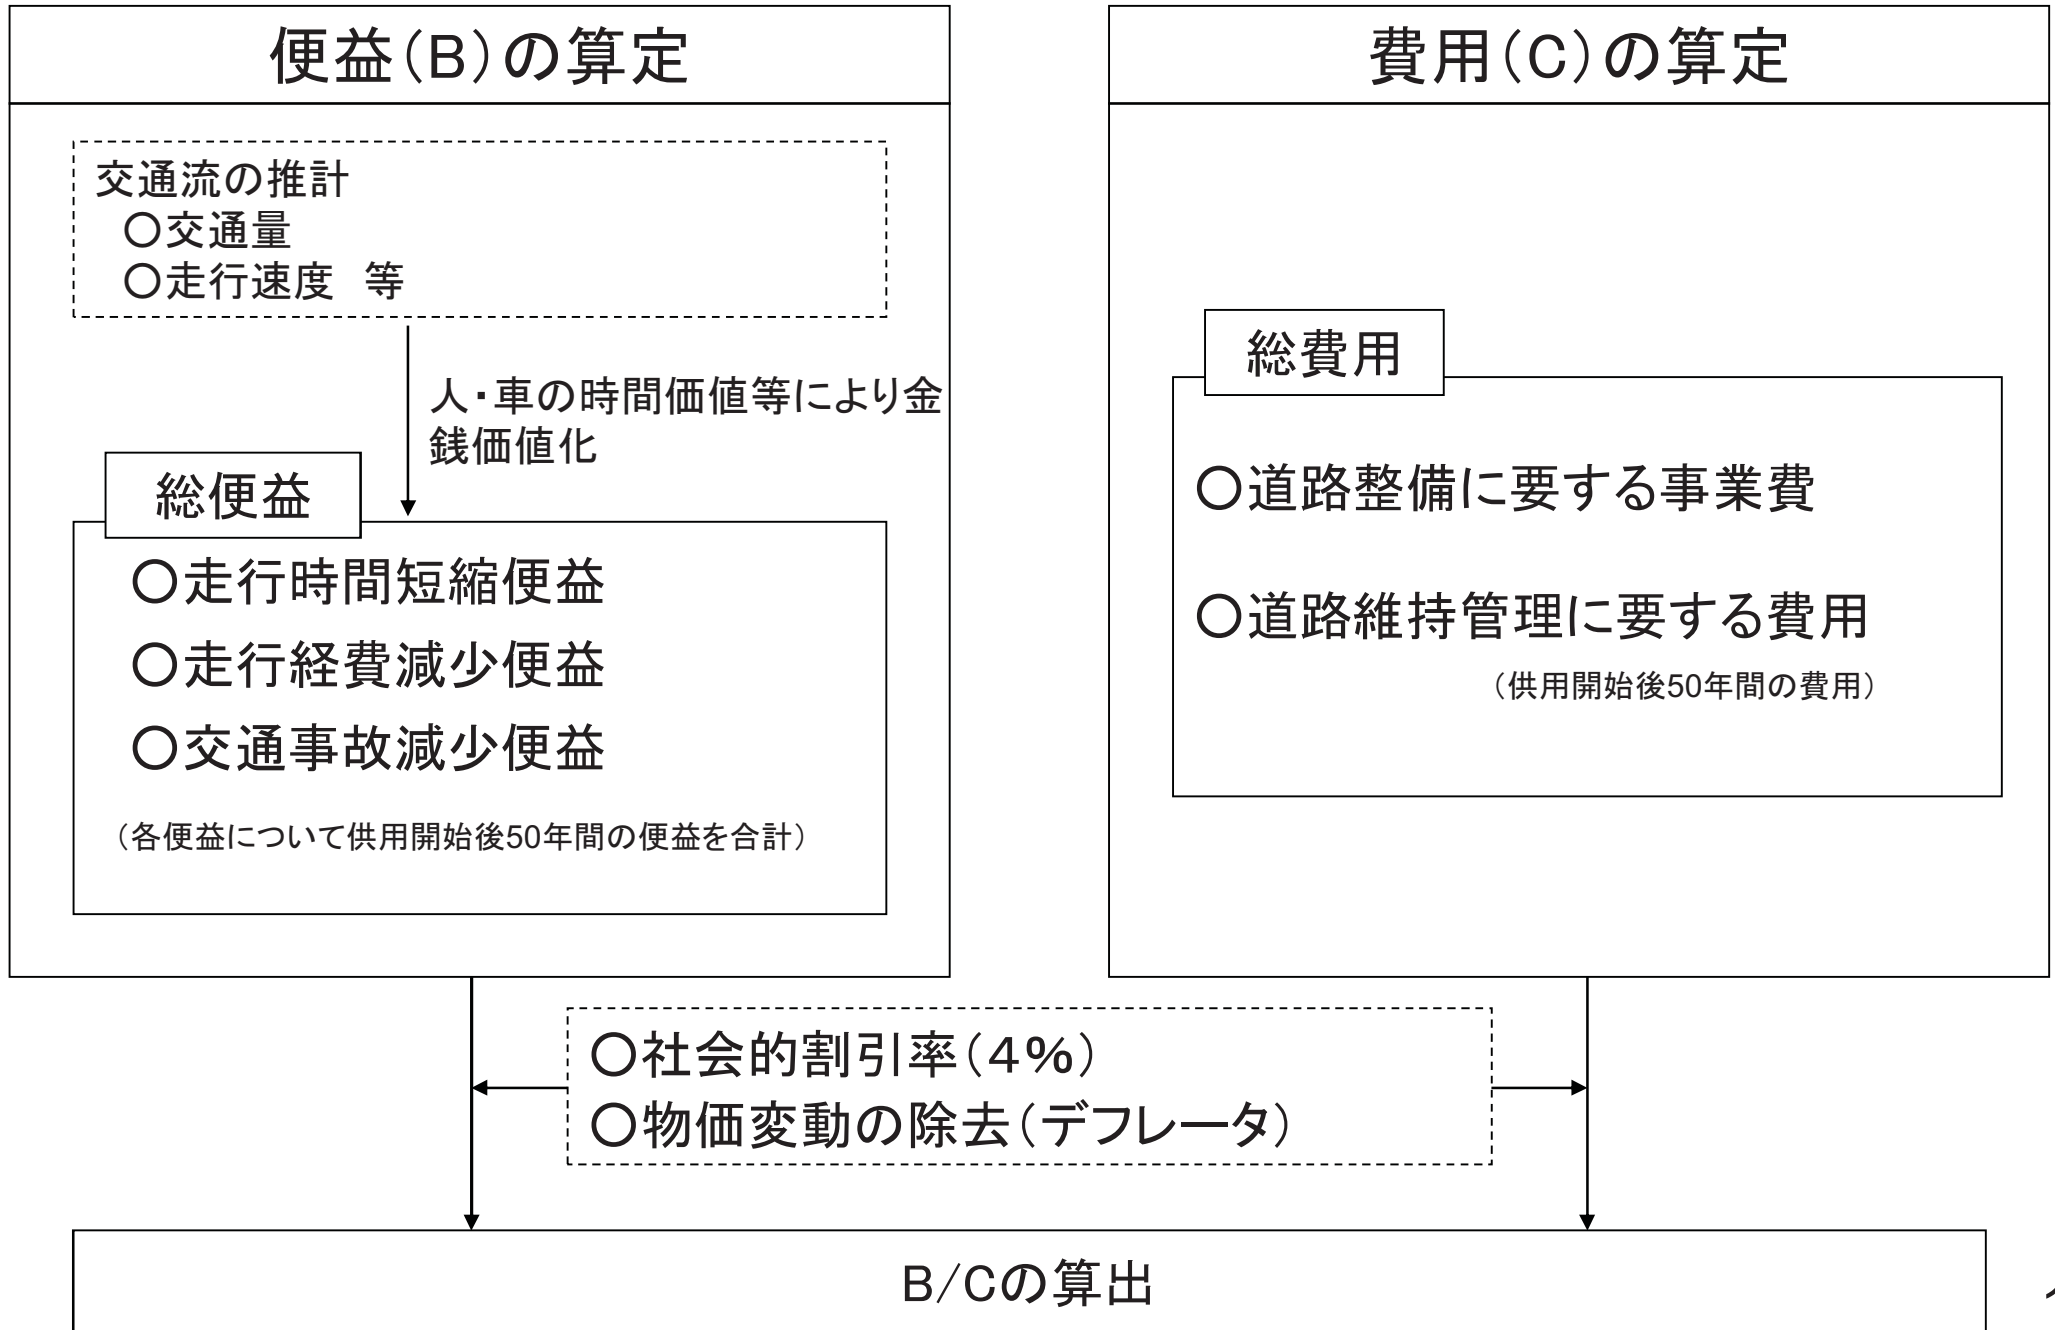 便益(B)の算定
交通流の推計
○交通量
○走行速度　等
人・車の時間価値等により金
銭価値化
総便益
○走行時間短縮便益
○走行経費減少便益
○交通事故減少便益
（各便益について供用開始後50年間の便益を合計）
費用(C)の算定
総費用
○道路整備に要する事業費
○道路維持管理に要する費用
（供用開始後50年間の費用）
○社会的割引率(4%)
○物価変動の除去(デフレータ)
B/Cの算出